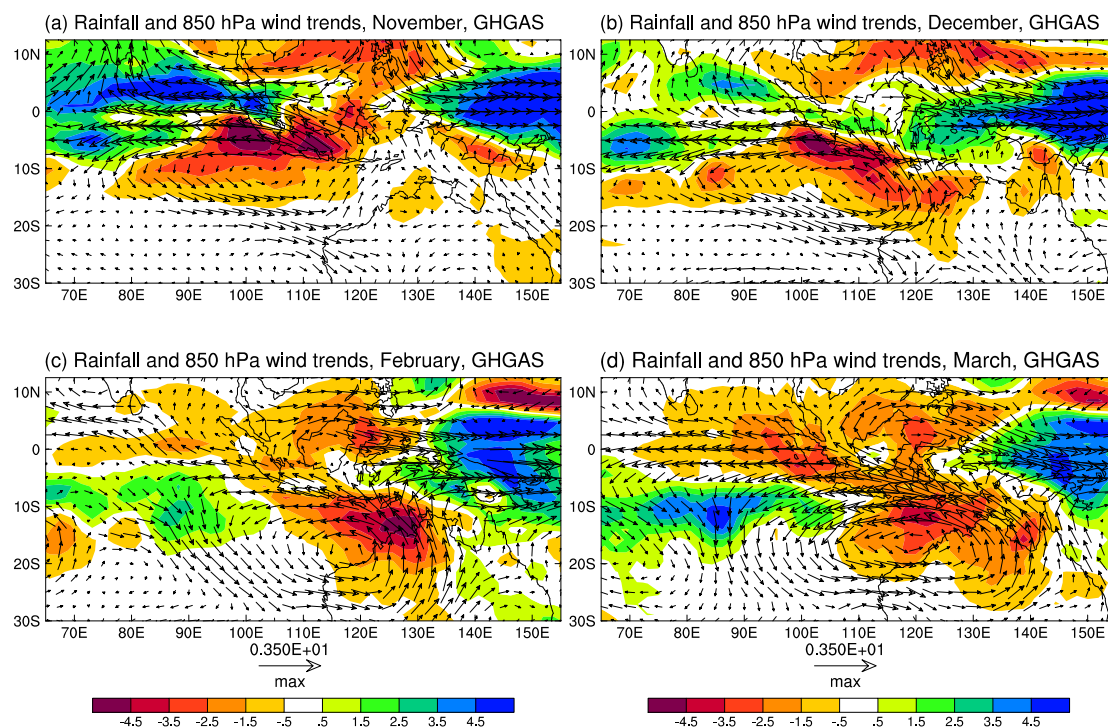 (a) Rainfall and 850 hPa wind trends, November, GHGAS
(b) Rainfall and 850 hPa wind trends, December, GHGAS
10N
0
10S
20S
30S
70E 80E 90E 100E 110E 120E 130E 140E 150E
10N
0
10S
20S
30S
70E 80E 90E 100E 110E 120E 130E 140E 150E
(c) Rainfall and 850 hPa wind trends, February, GHGAS
(d) Rainfall and 850 hPa wind trends, March, GHGAS
10N
0
10S
20S
30S
70E 80E 90E 100E 110E 120E 130E 140E 150E
10N
0
10S
20S
30S
70E 80E 90E 100E 110E 120E 130E 140E 150E
0.350E+01
max
0.350E+01
max
-4.5 -3.5 -2.5 -1.5 -.5 .5 1.5 2.5 3.5 4.5
-4.5 -3.5 -2.5 -1.5 -.5 .5 1.5 2.5 3.5 4.5